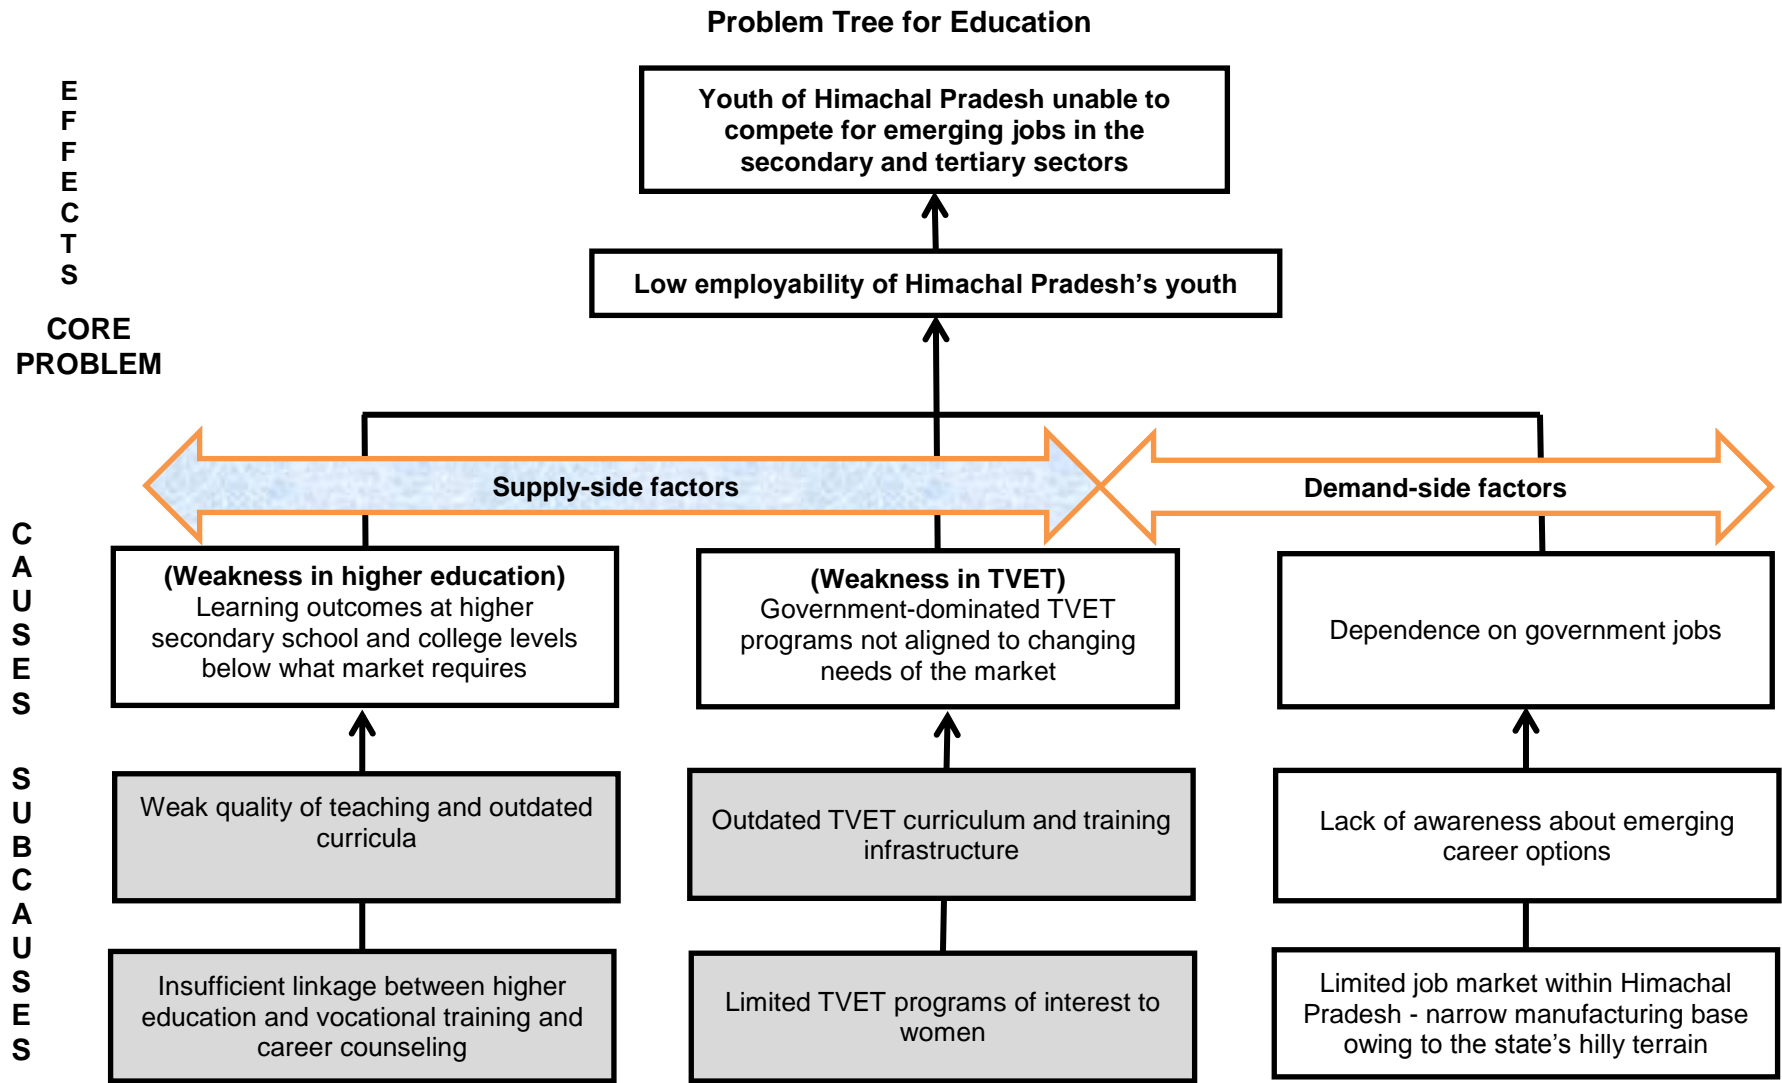 Problem Tree for Education
EFFECTS
Youth of Himachal Pradesh unable to
compete for emerging jobs in the
secondary and tertiary sectors
Low employability of Himachal Pradesh’s youth
CORE
PROBLEM
Supply-side factors
Demand-side factors
CAUSES
(Weakness in higher education)
Learning outcomes at higher
secondary school and college levels
below what market requires
(Weakness in TVET)
Government-dominated TVET
programs not aligned to changing
needs of the market
Dependence on government jobs
SUBCAUSES
Weak quality of teaching and outdated
curricula
Outdated TVET curriculum and training
infrastructure
Lack of awareness about emerging
career options
Insufficient linkage between higher
education and vocational training and
career counseling
Limited TVET programs of interest to
women
Limited job market within Himachal
Pradesh - narrow manufacturing base
owing to the state’s hilly terrain